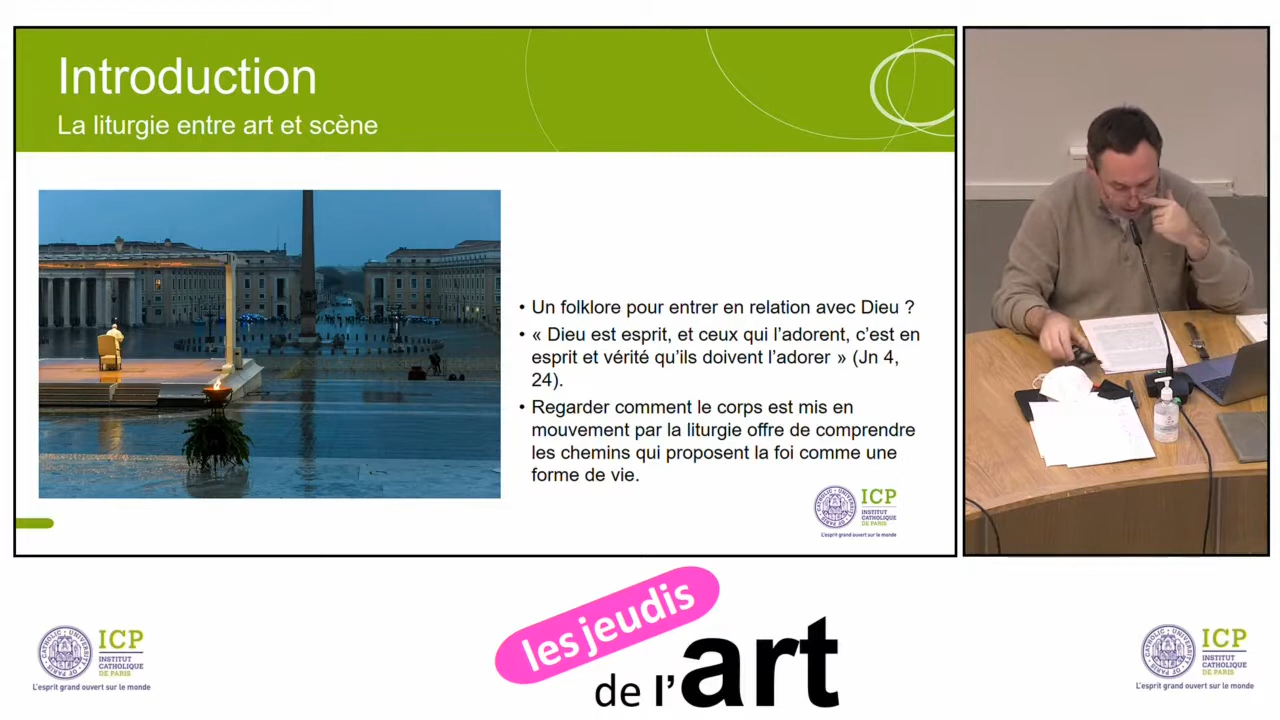 Introduction
La liturgie entre art et scène
• Un folklore pour entrer en relation avec Dieu ?
• « Dieu est esprit, et ceux qui l’adorent, c’est en
esprit et vérité qu’ils doivent l’adorer » (Jn 4,
24).
• Regarder comment le corps est mis en
mouvement par la liturgie offre de comprendre
les chemins qui proposent la foi comme une
forme de vie.
ICP
INSTITUT
CATHOLIQUE
DE PARIS
L’esprit grand ouvert sur le monde
les jeudis
de l’art
ICP
INSTITUT
CATHOLIQUE
DE PARIS
L’esprit grand ouvert sur le monde
ICP
INSTITUT
CATHOLIQUE
DE PARIS
L’esprit grand ouvert sur le monde